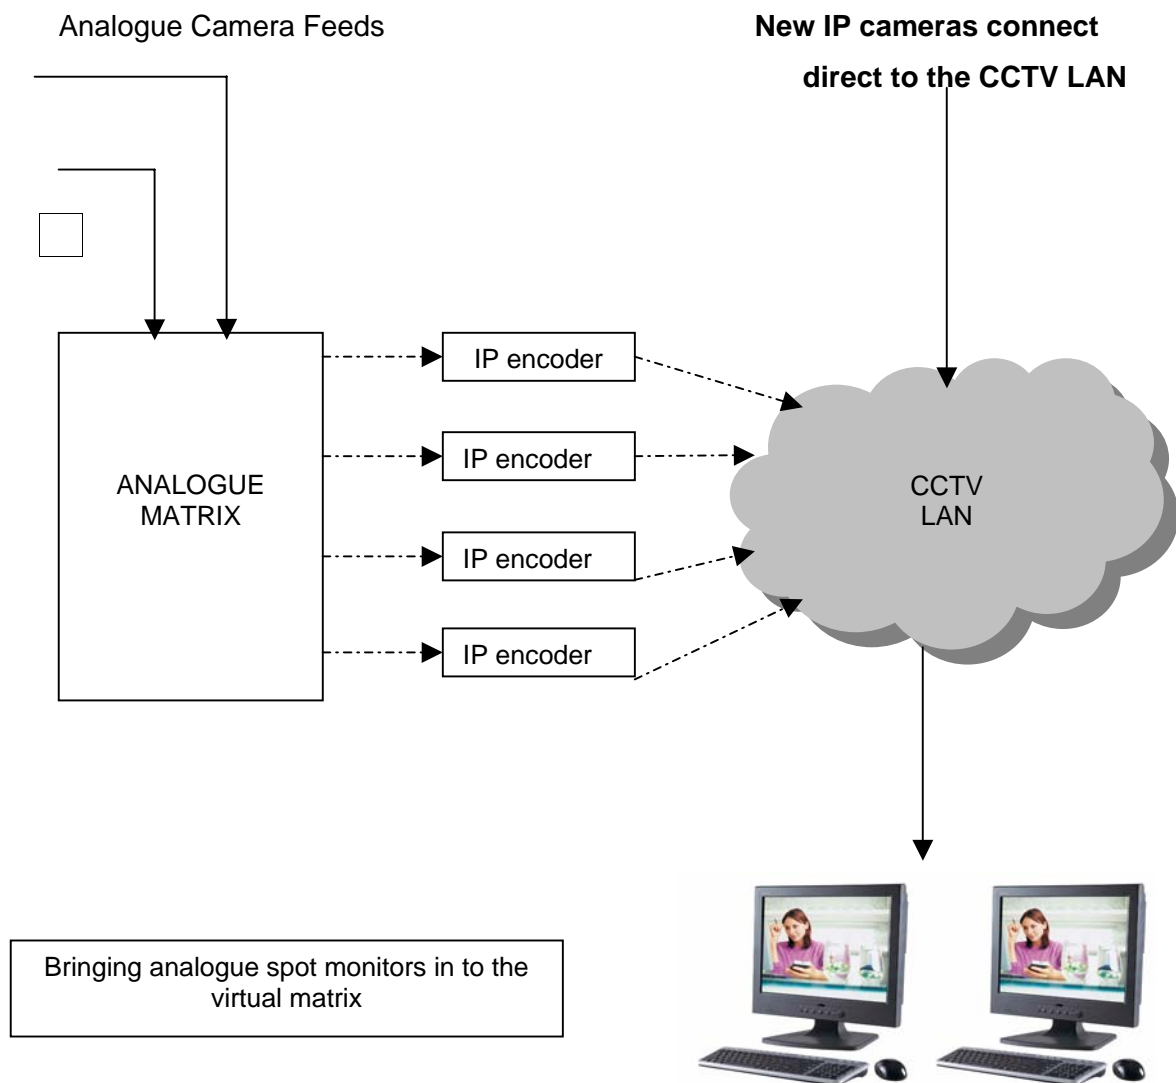 Analogue Camera Feeds
New IP cameras connect
direct to the CCTV LAN
IP encoder
IP encoder
ANALOGUE
MATRIX
CCTV
LAN
IP encoder
IP encoder
Bringing analogue spot monitors in to the
virtual matrix